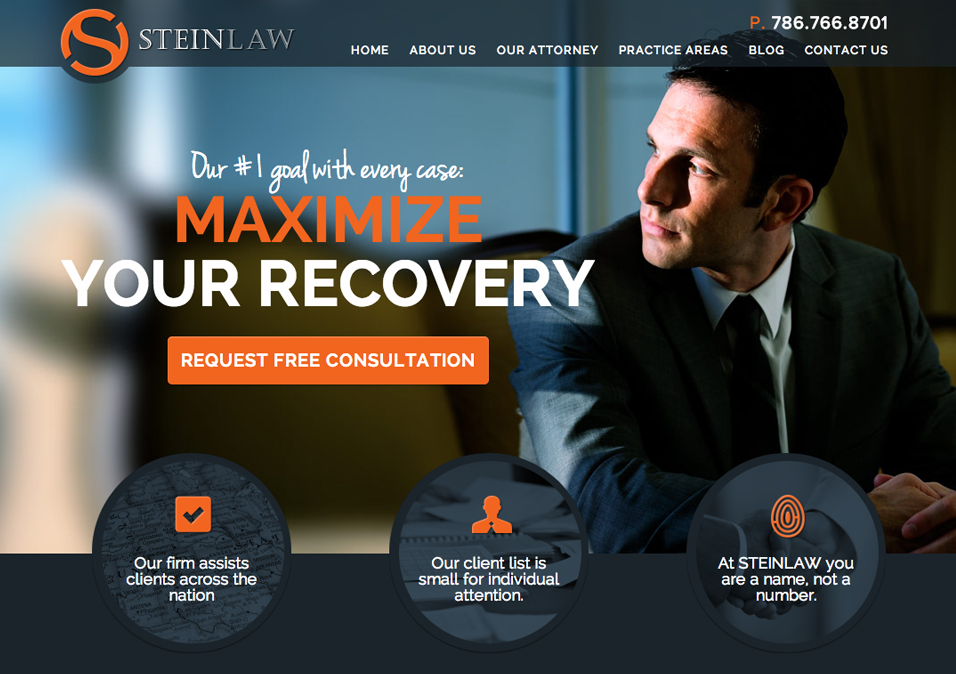 STEINLAW
P. 786.766.8701
HOME ABOUT US OUR ATTORNEY PRACTICE AREAS BLOG CONTACT US
Our #1 goal with every case:
MAXIMIZE
YOUR RECOVERY
REQUEST FREE CONSULTATION
Our firm assists
clients across the
nation
Our client list is
small for individual
attention.
At STEINLAW you
are a name, not a
number.